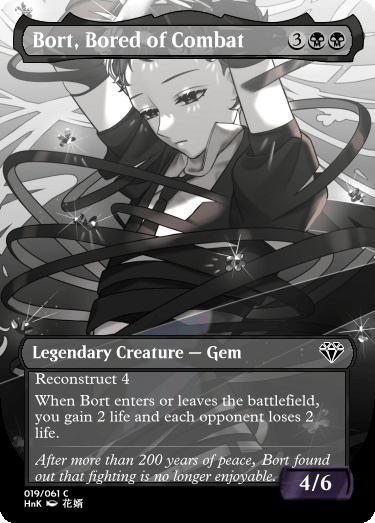 Bort, Bored of Combat 3
Legendary Creature — Gem
Reconstruct 4
When Bort enters or leaves the battlefield,
you gain 2 life and each opponent loses 2
life.
After more than 200 years of peace, Bort found
out that fighting is no longer enjoyable.
4/6
019/061 C
HnK 花婿